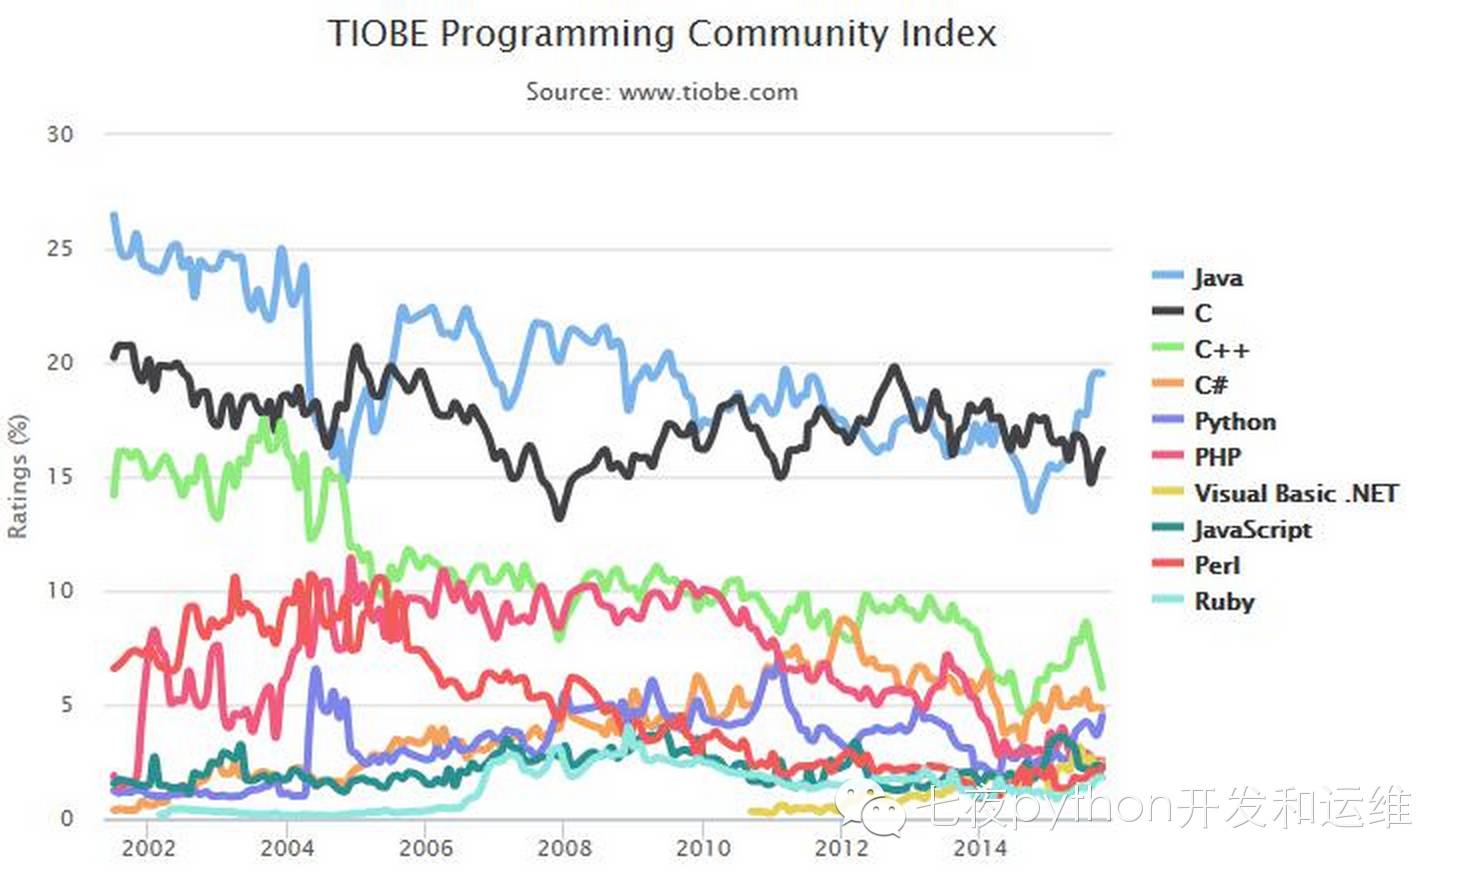 TIOBE Programming Community Index
Source: www.tiobe.com
Ratings (%)
30
25
20
15
10
5
0
2002 2004 2006 2008 2010 2012 2014
Java
C
C++
C#
Python
PHP
Visual Basic .NET
JavaScript
Perl
Ruby
七夜python开发和运维